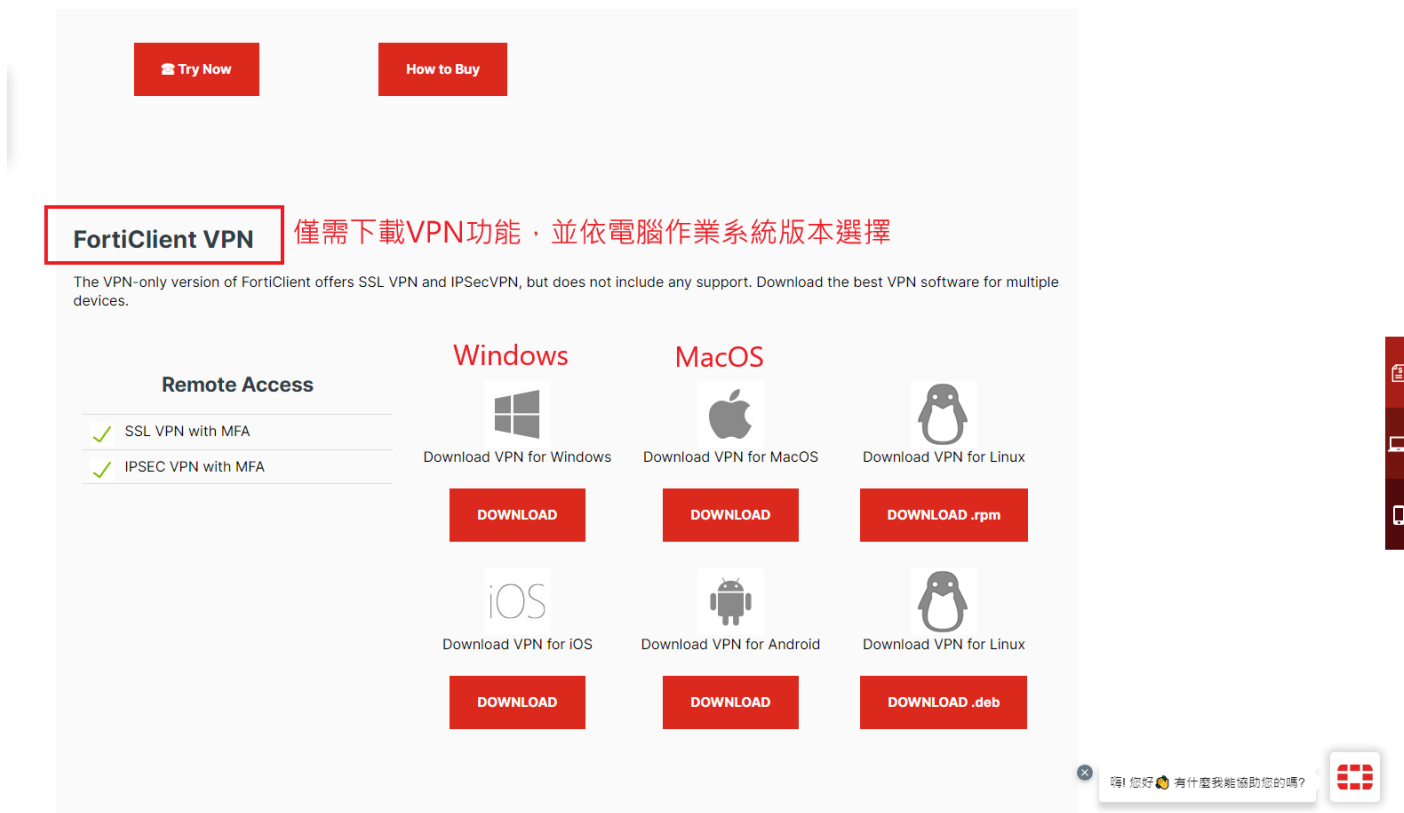 ☎ Try Now
How to Buy
FortiClient VPN
僅需下載VPN功能，並依電腦作業系統版本選擇
The VPN-only version of FortiClient offers SSL VPN and IPSecVPN, but does not include any support. Download the best VPN software for multiple
devices.
Windows
MacOS
Remote Access
SSL VPN with MFA
IPSEC VPN with MFA
Download VPN for Windows
Download VPN for MacOS
Download VPN for Linux
DOWNLOAD
DOWNLOAD
DOWNLOAD .rpm
iOS
Download VPN for iOS
Download VPN for Android
Download VPN for Linux
DOWNLOAD
DOWNLOAD
DOWNLOAD .deb
嗨! 您好👋 有什麼我能協助您的嗎?